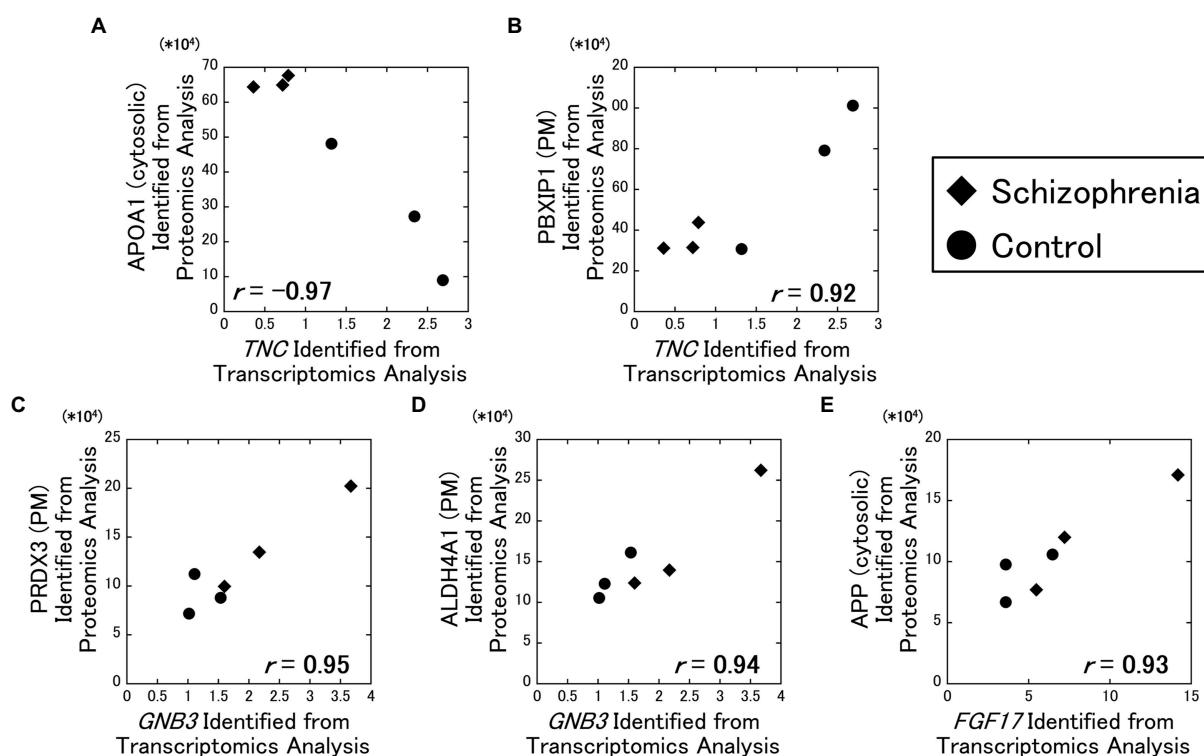 A
(*10⁴)
APOA1 (cytosolic)
Identified from
Proteomics Analysis
70
60
50
40
30
20
10
0
0 0.5 1 1.5 2 2.5 3
r = −0.97
TNC Identified from
Transcriptomics Analysis
B
(*10⁴)
PBXIP1 (PM)
Identified from
Proteomics Analysis
20
00
80
60
40
20
0
0 0.5 1 1.5 2 2.5 3
r = 0.92
TNC Identified from
Transcriptomics Analysis
Schizophrenia
Control
C
(*10⁴)
PRDX3 (PM)
Identified from
Proteomics Analysis
25
20
15
10
5
0
0 0.5 1 1.5 2 2.5 3 3.5 4
r = 0.95
GNB3 Identified from
Transcriptomics Analysis
D
(*10⁴)
ALDH4A1 (PM)
Identified from
Proteomics Analysis
30
25
20
15
10
5
0
0 0.5 1 1.5 2 2.5 3 3.5 4
r = 0.94
GNB3 Identified from
Transcriptomics Analysis
E
(*10⁴)
APP (cytosolic)
Identified from
Proteomics Analysis
20
15
10
5
0
0 5 10 15
r = 0.93
FGF17 Identified from
Transcriptomics Analysis